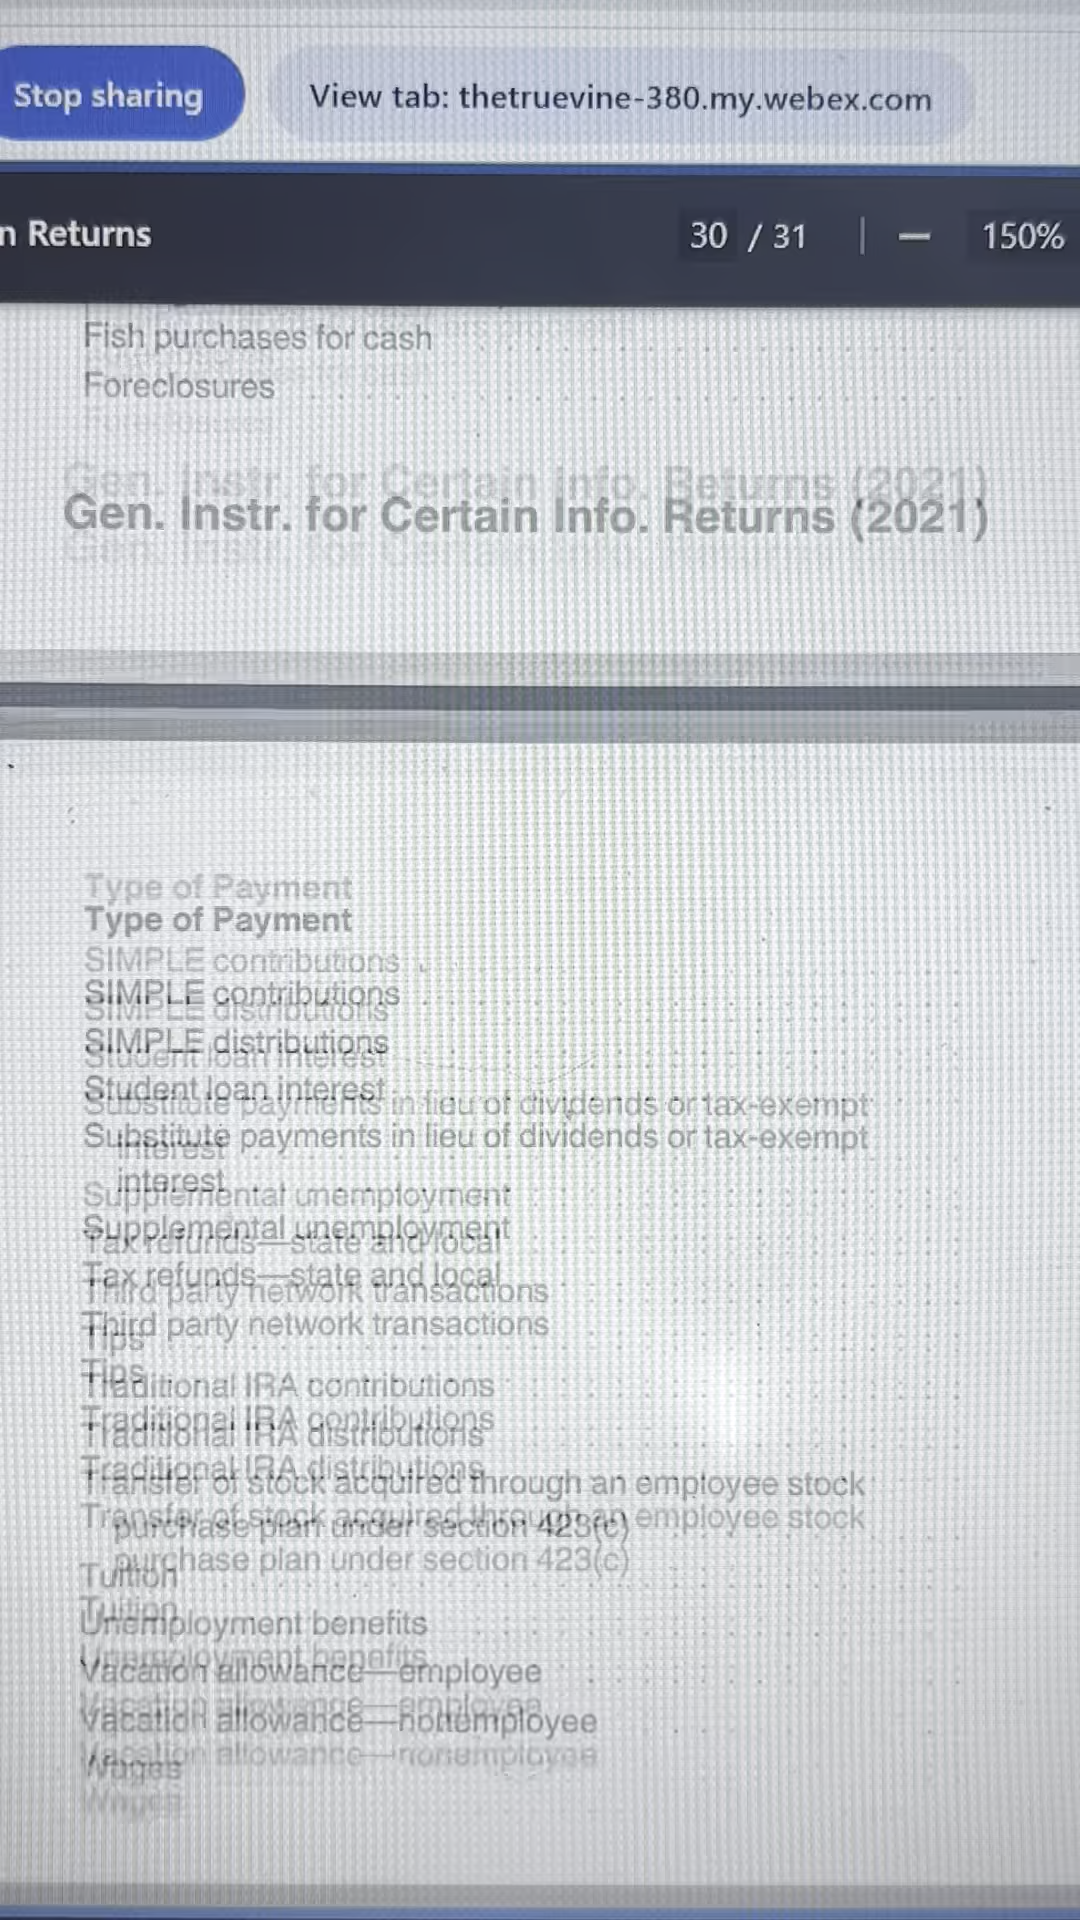 Stop sharing
View tab: thetruevine-380.my.webex.com
n Returns
30 / 31
150%
Fish purchases for cash
Foreclosures
Gen. Instr. for Certain Info. Returns (2021)
Type of Payment
SIMPLE contributions
SIMPLE distributions
Student loan interest
Substitute payments in lieu of dividends or tax-exempt
interest
Supplemental unemployment
Tax refunds—state and local
Third party network transactions
Tips
Traditional IRA contributions
Traditional IRA distributions
Transfer of stock acquired through an employee stock
purchase plan under section 423(c)
Tuition
Unemployment benefits
Vacation allowance—employee
Vacation allowance—nonemployee
Wages